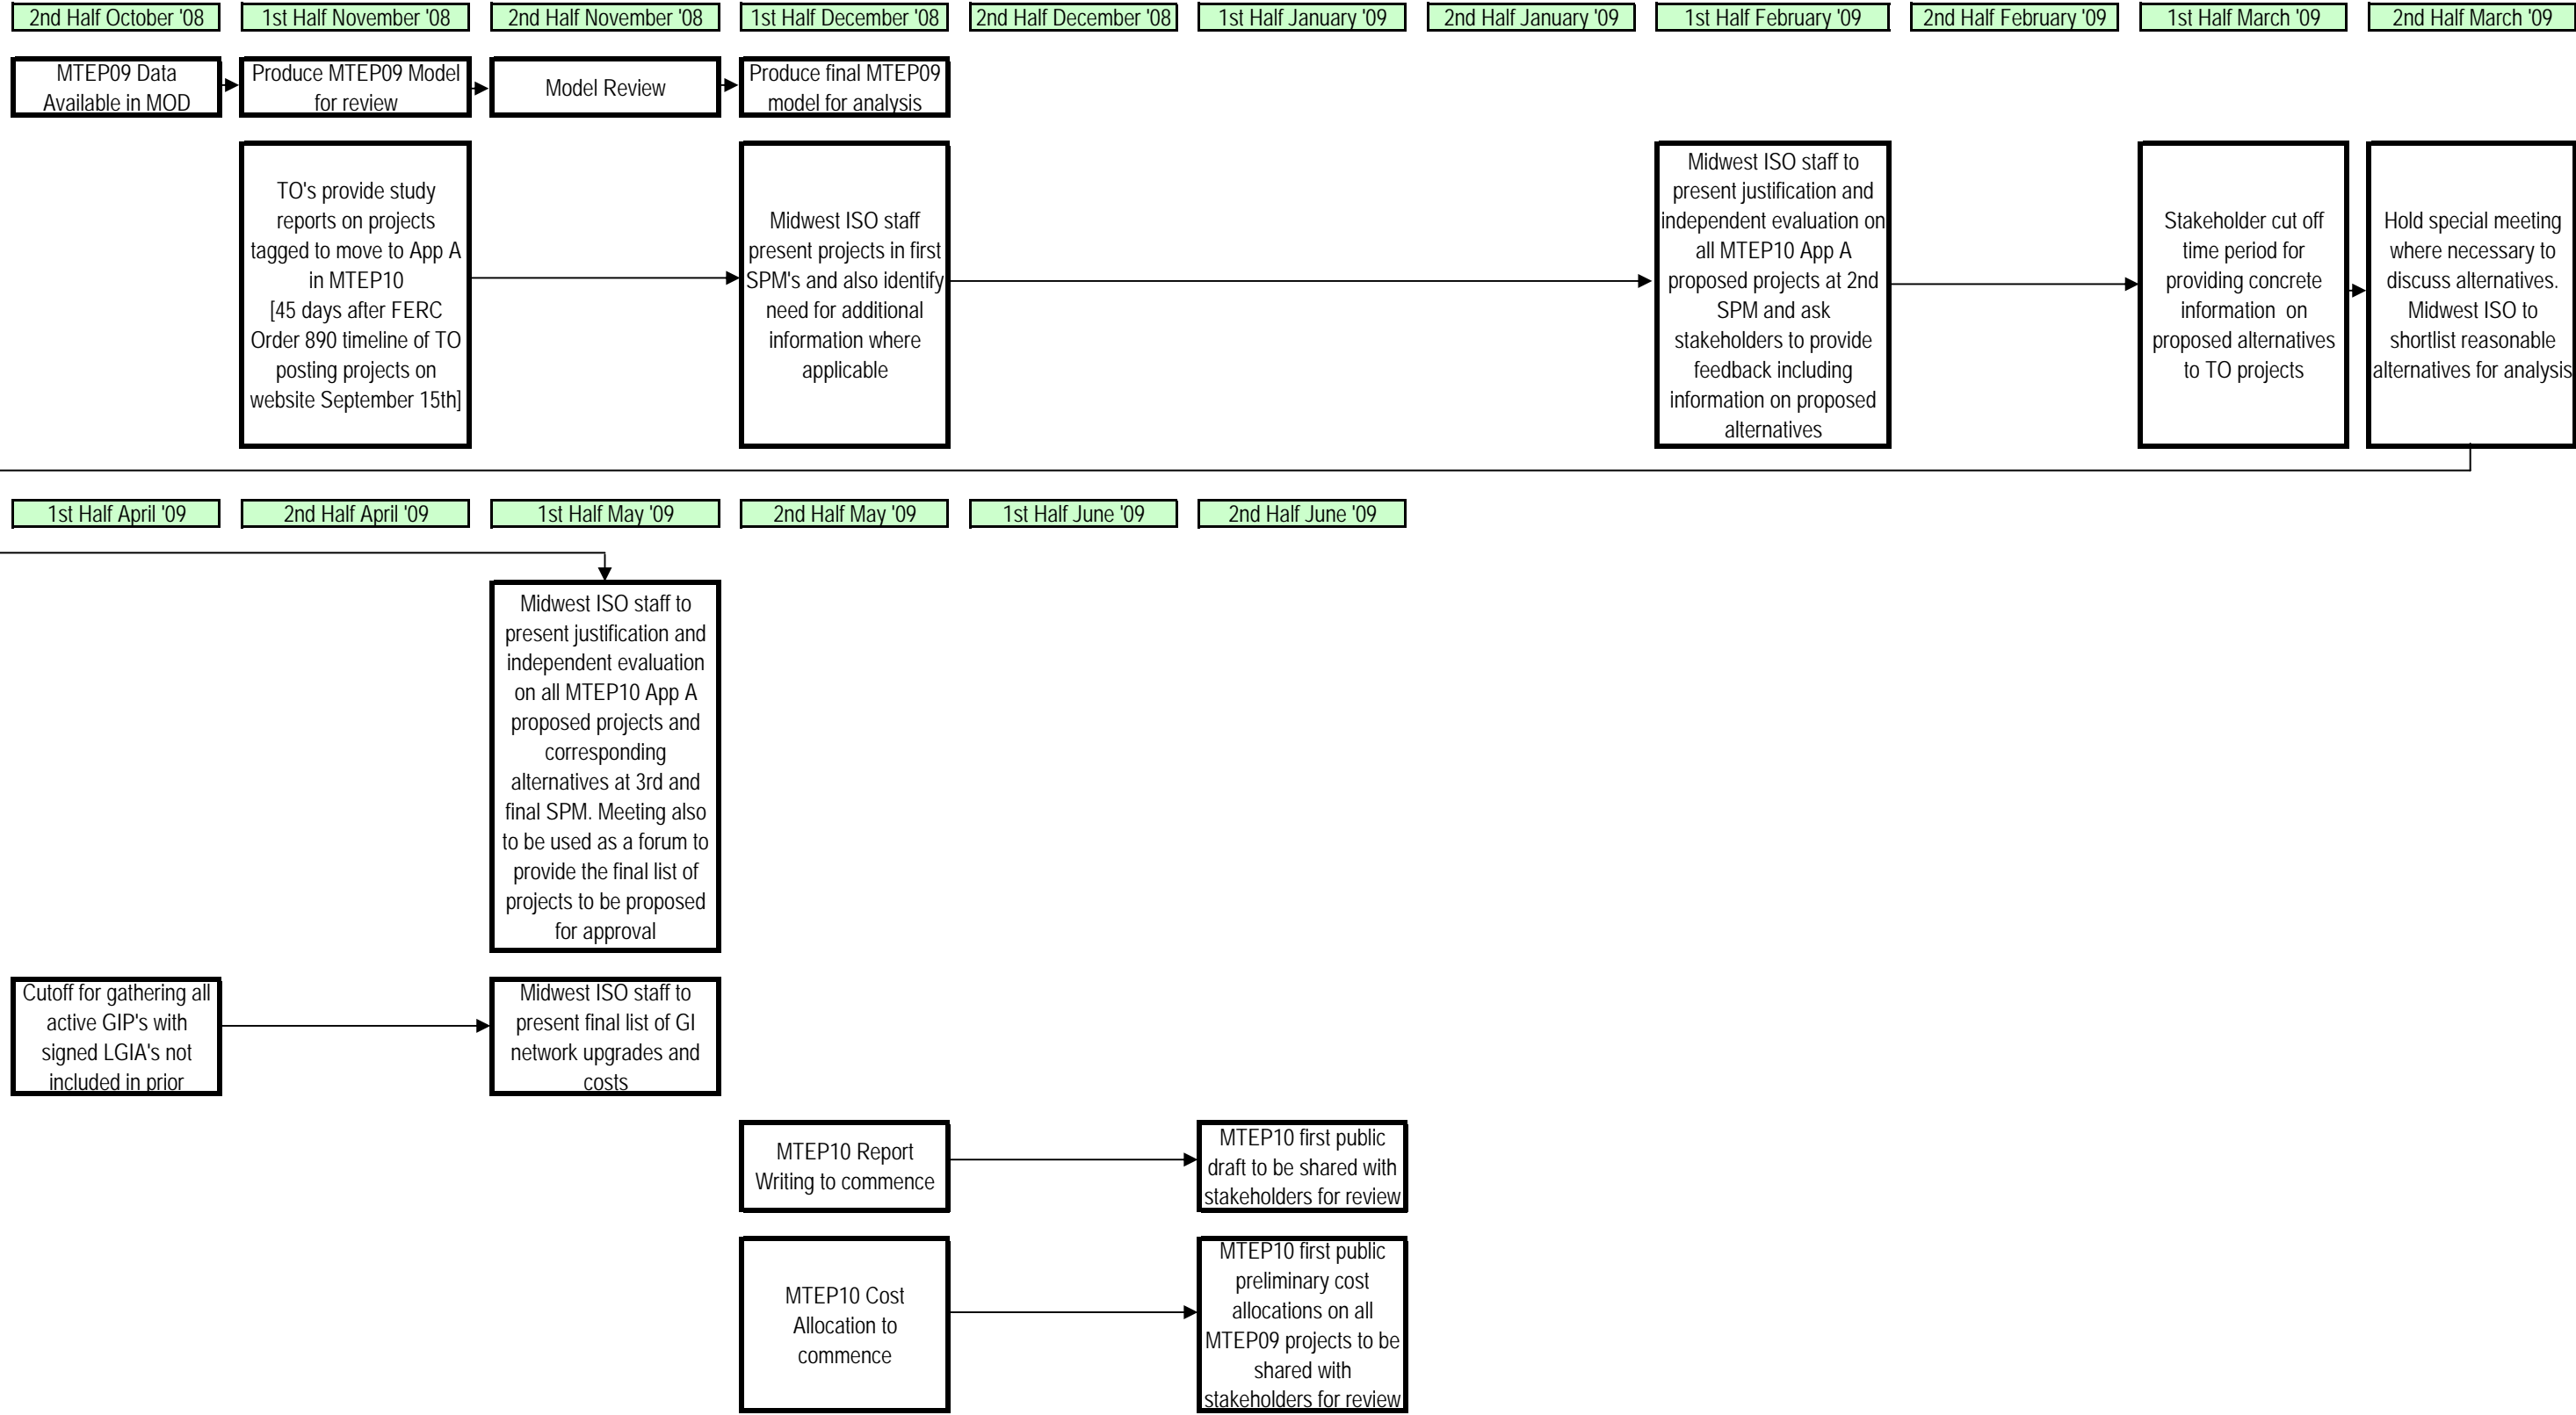 2nd Half October '08
1st Half November '08
2nd Half November '08
1st Half December '08
2nd Half December '08
1st Half January '09
2nd Half January '09
1st Half February '09
2nd Half February '09
1st Half March '09
2nd Half March '09
MTEP09 Data
Available in MOD
Produce MTEP09 Model
for review
Model Review
Produce final MTEP09
model for analysis
TO's provide study
reports on projects
tagged to move to App A
in MTEP10
[45 days after FERC
Order 890 timeline of TO
posting projects on
website September 15th]
Midwest ISO staff
present projects in first
SPM's and also identify
need for additional
information where
applicable
Midwest ISO staff to
present justification and
independent evaluation on
all MTEP10 App A
proposed projects at 2nd
SPM and ask
stakeholders to provide
feedback including
information on proposed
alternatives
Stakeholder cut off
time period for
providing concrete
information on
proposed alternatives
to TO projects
Hold special meeting
where necessary to
discuss alternatives.
Midwest ISO to
shortlist reasonable
alternatives for analysis
1st Half April '09
2nd Half April '09
1st Half May '09
2nd Half May '09
1st Half June '09
2nd Half June '09
Midwest ISO staff to
present justification and
independent evaluation
on all MTEP10 App A
proposed projects and
corresponding
alternatives at 3rd and
final SPM. Meeting also
to be used as a forum to
provide the final list of
projects to be proposed
for approval
Cutoff for gathering all
active GIP's with
signed LGIA's not
included in prior
Midwest ISO staff to
present final list of GI
network upgrades and
costs
MTEP10 Report
Writing to commence
MTEP10 first public
draft to be shared with
stakeholders for review
MTEP10 Cost
Allocation to
commence
MTEP10 first public
preliminary cost
allocations on all
MTEP09 projects to be
shared with
stakeholders for review